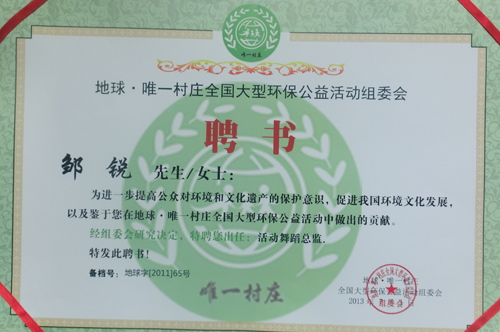 唯一村庄
地球·唯一村庄全国大型环保公益活动组委会
聘书
邹锐 先生/女士:
为进一步提高公众对环境和文化遗产的保护意识,促进我国环境文化发展,
以及鉴于您在地球·唯一村庄全国大型环保公益活动中做出的贡献。
经组委会研究决定、特聘您出任:活动舞蹈总监.
特发此聘书!
备档号:地球字[2011]65号
唯一村庄
地球·唯一
全国大型环保公益活动组委会
2013